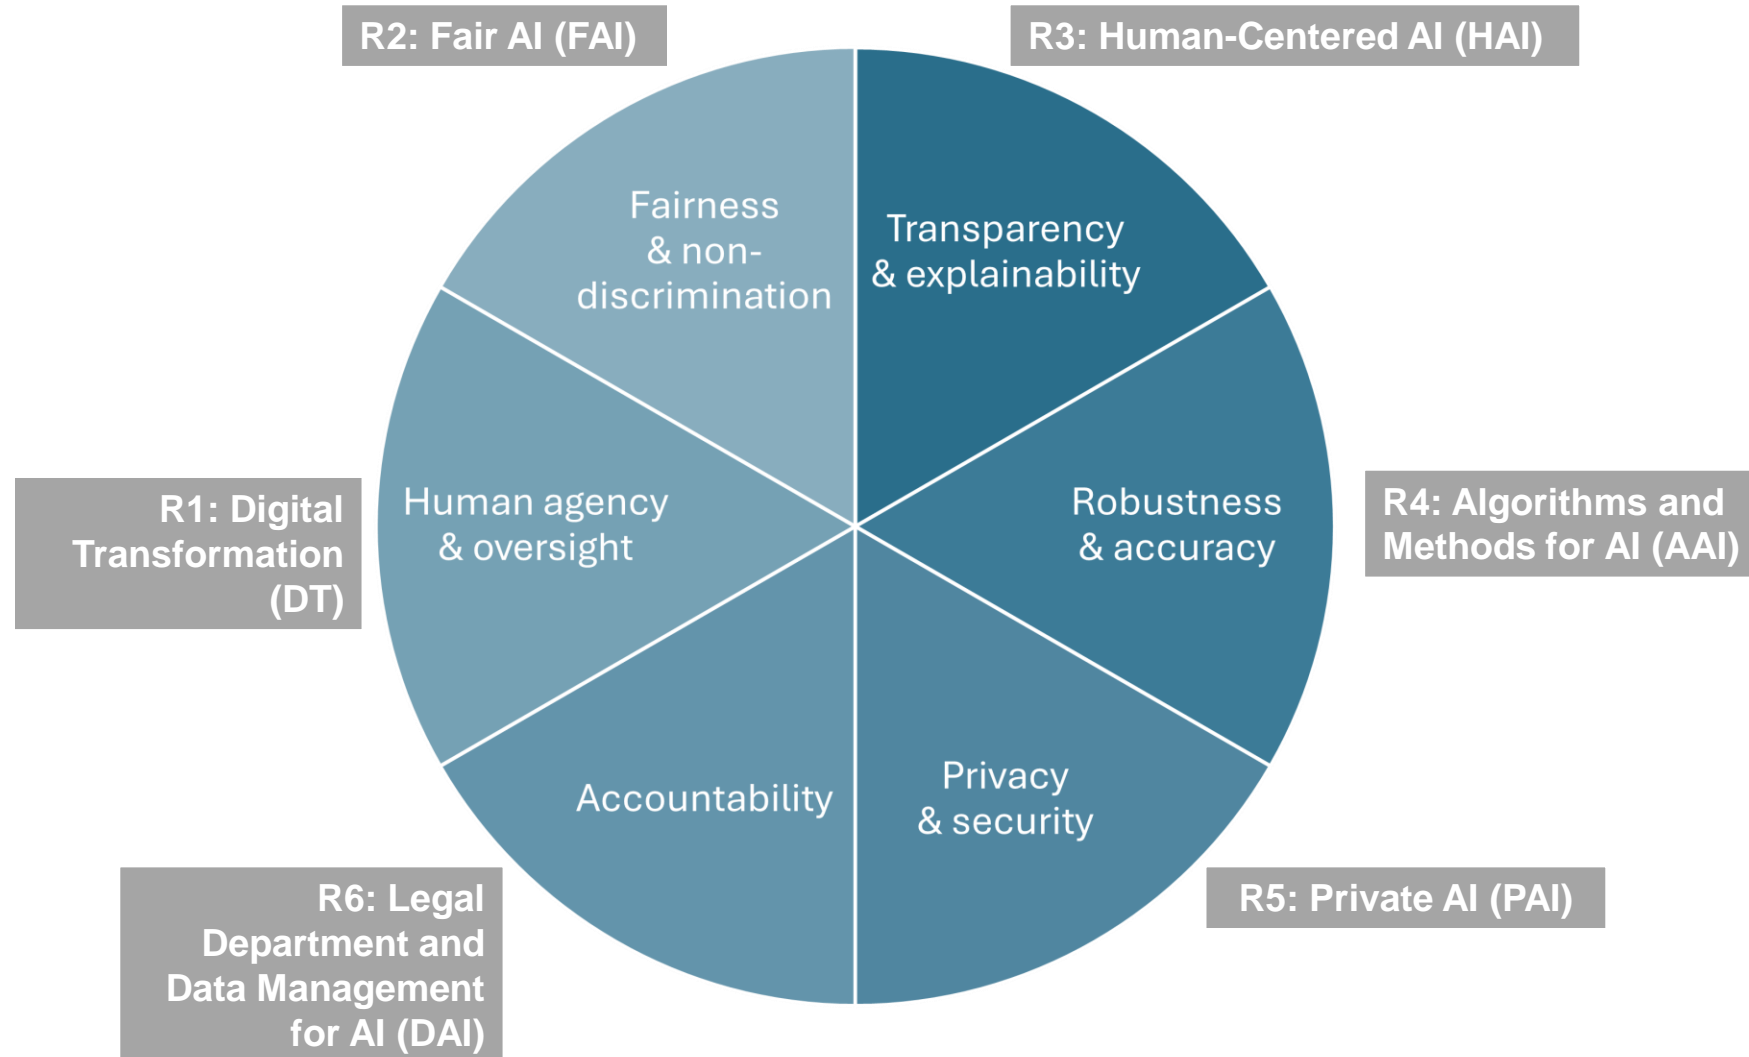 R2: Fair AI (FAI)
R3: Human-Centered AI (HAI)
Fairness
& non-
discrimination
Transparency
& explainability
R1: Digital
Transformation
(DT)
Human agency
& oversight
Robustness
& accuracy
R4: Algorithms and
Methods for AI (AAI)
Accountability
Privacy
& security
R6: Legal
Department and
Data Management
for AI (DAI)
R5: Private AI (PAI)